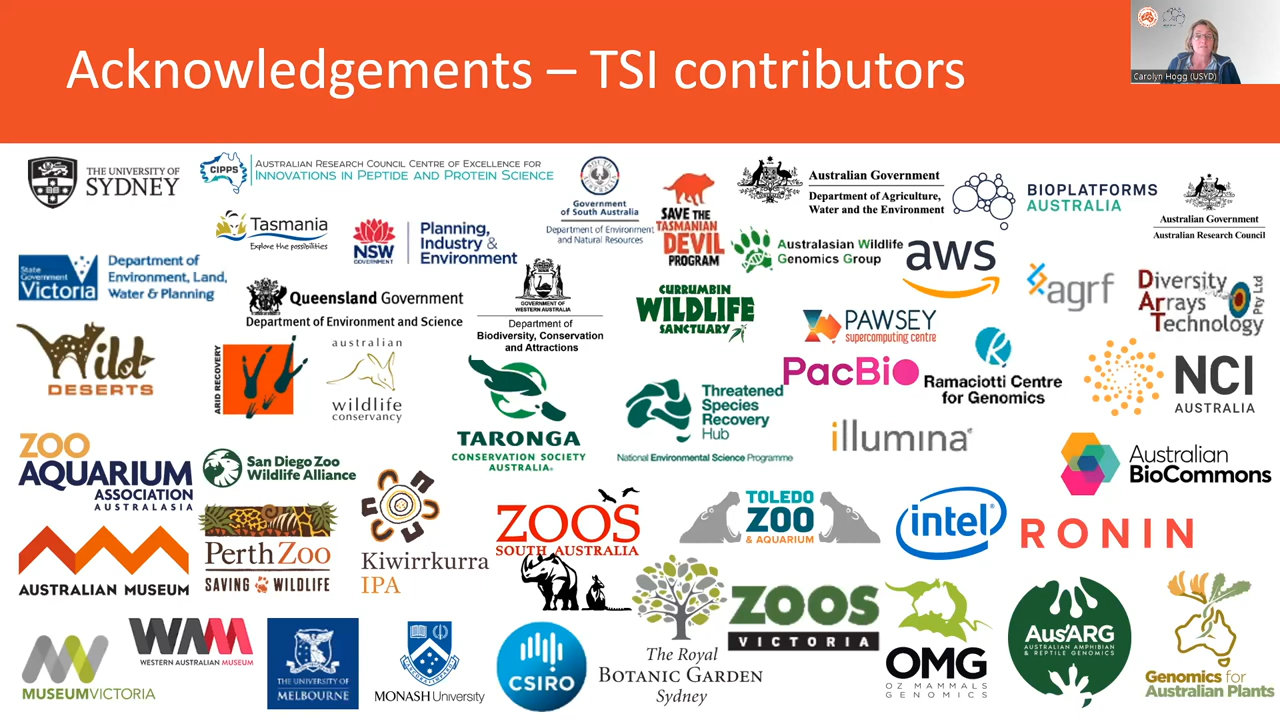 Acknowledgements – TSI contributors
Carolyn Hogg (USYD)
THE UNIVERSITY OF
SYDNEY
CIPPS
AUSTRALIAN RESEARCH COUNCIL CENTRE OF EXCELLENCE FOR
INNOVATIONS IN PEPTIDE AND PROTEIN SCIENCE
SOUTH AUSTRALIA
Government
of South Australia
Department of Environment
and Natural Resources
SAVE THE
TASMANIAN
DEVIL
PROGRAM
Australian Government
Department of Agriculture,
Water and the Environment
BIOPLATFORMS
AUSTRALIA
Australian Government
Australian Research Council
Tasmania
Explore the possibilities
NSW
GOVERNMENT
Planning,
Industry &
Environment
Australasian Wildlife
Genomics Group
aws
State
Government
Victoria
Department of
Environment, Land,
Water & Planning
Queensland Government
Department of Environment and Science
GOVERNMENT OF
WESTERN AUSTRALIA
Department of
Biodiversity, Conservation
and Attractions
CURRUMBIN
WILDLIFE
SANCTUARY
agrf
Diversity
Arrays
Technology
Pty Ltd
PAWSEY
supercomputing centre
Wild
DESERTS
ARID RECOVERY
australian
wildlife
conservancy
TARONGA
CONSERVATION SOCIETY
AUSTRALIA
Threatened
Species
Recovery
Hub
National Environmental Science Programme
PacBio
R
Ramaciotti Centre
for Genomics
NCI
AUSTRALIA
illumina
ZOO
AQUARIUM
ASSOCIATION
AUSTRALASIA
San Diego Zoo
Wildlife Alliance
Australian
BioCommons
AUSTRALIAN MUSEUM
Perth Zoo
SAVING WILDLIFE
Kiwirrkurra
IPA
ZOOS
SOUTH AUSTRALIA
TOLEDO
ZOO
& AQUARIUM
intel
RONIN
MUSEUMVICTORIA
WAM
WESTERN AUSTRALIAN MUSEUM
THE UNIVERSITY OF
MELBOURNE
MONASH University
CSIRO
The Royal
BOTANIC GARDEN
Sydney
ZOOS
VICTORIA
OMG
OZ MAMMALS
GENOMICS
Aus'ARG
AUSTRALIAN AMPHIBIAN
& REPTILE GENOMICS
Genomics for
Australian Plants